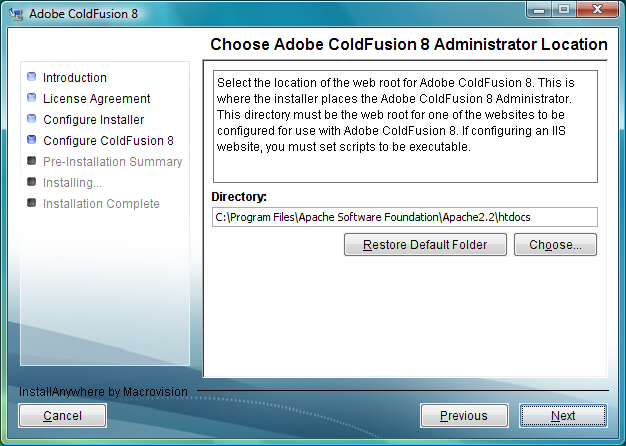 Adobe ColdFusion 8
Choose Adobe ColdFusion 8 Administrator Location
Introduction
License Agreement
Configure Installer
Configure ColdFusion 8
Pre-Installation Summary
Installing...
Installation Complete
Select the location of the web root for Adobe ColdFusion 8. This is
where the installer places the Adobe ColdFusion 8 Administrator.
This directory must be the web root for one of the websites to be
configured for use with Adobe ColdFusion 8. If configuring an IIS
website, you must set scripts to be executable.
Directory:
C:\Program Files\Apache Software Foundation\Apache2.2\htdocs
Restore Default Folder
Choose...
InstallAnywhere by Macrovision
Cancel
Previous
Next